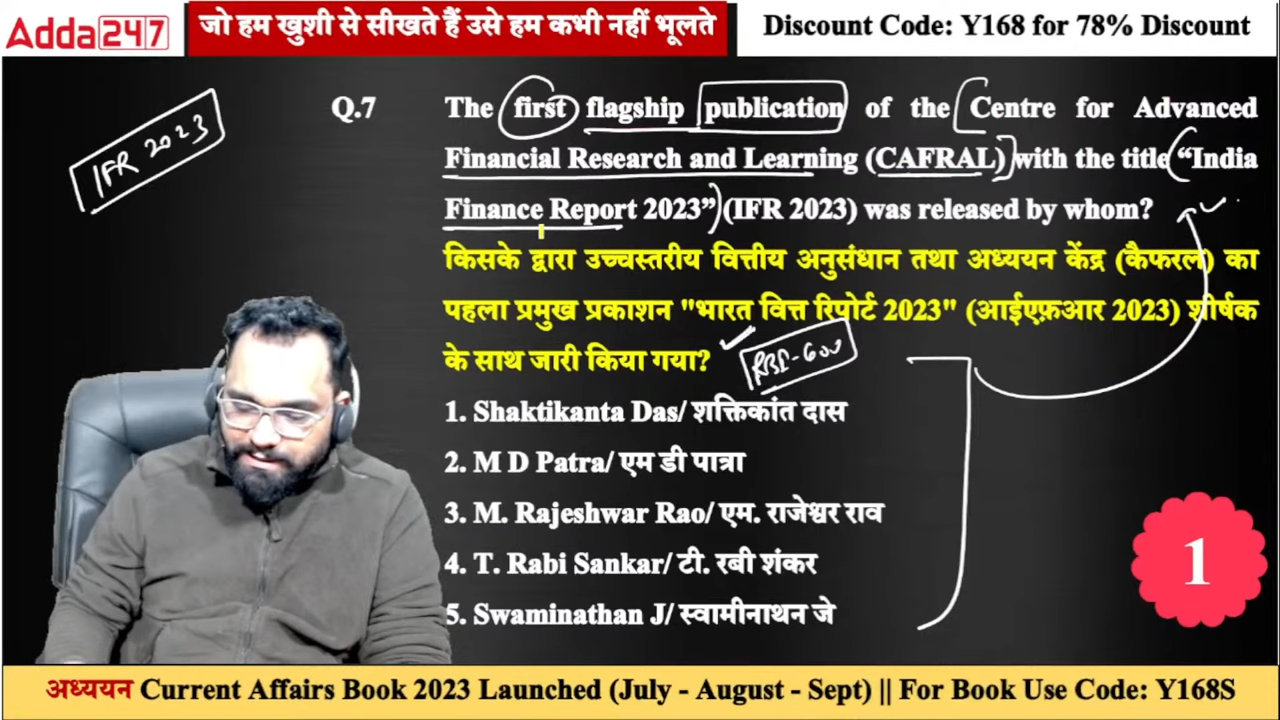 Adda247
जो हम खुशी से सीखते हैं उसे हम कभी नहीं भूलते
Discount Code: Y168 for 78% Discount
IFR 2023
Q.7 The first flagship publication of the Centre for Advanced
Financial Research and Learning (CAFRAL) with the title “India
Finance Report 2023” (IFR 2023) was released by whom?
किसके द्वारा उच्चस्तरीय वित्तीय अनुसंधान तथा अध्ययन केंद्र (कैफरल) का
पहला प्रमुख प्रकाशन "भारत वित्त रिपोर्ट 2023" (आईएफ़आर 2023) शीर्षक
के साथ जारी किया गया?
1. Shaktikanta Das/ शक्तिकांत दास
2. M D Patra/ एम डी पात्रा
3. M. Rajeshwar Rao/ एम. राजेश्वर राव
4. T. Rabi Sankar/ टी. रबी शंकर
5. Swaminathan J/ स्वामीनाथन जे
1
अध्ययन Current Affairs Book 2023 Launched (July - August - Sept) || For Book Use Code: Y168S